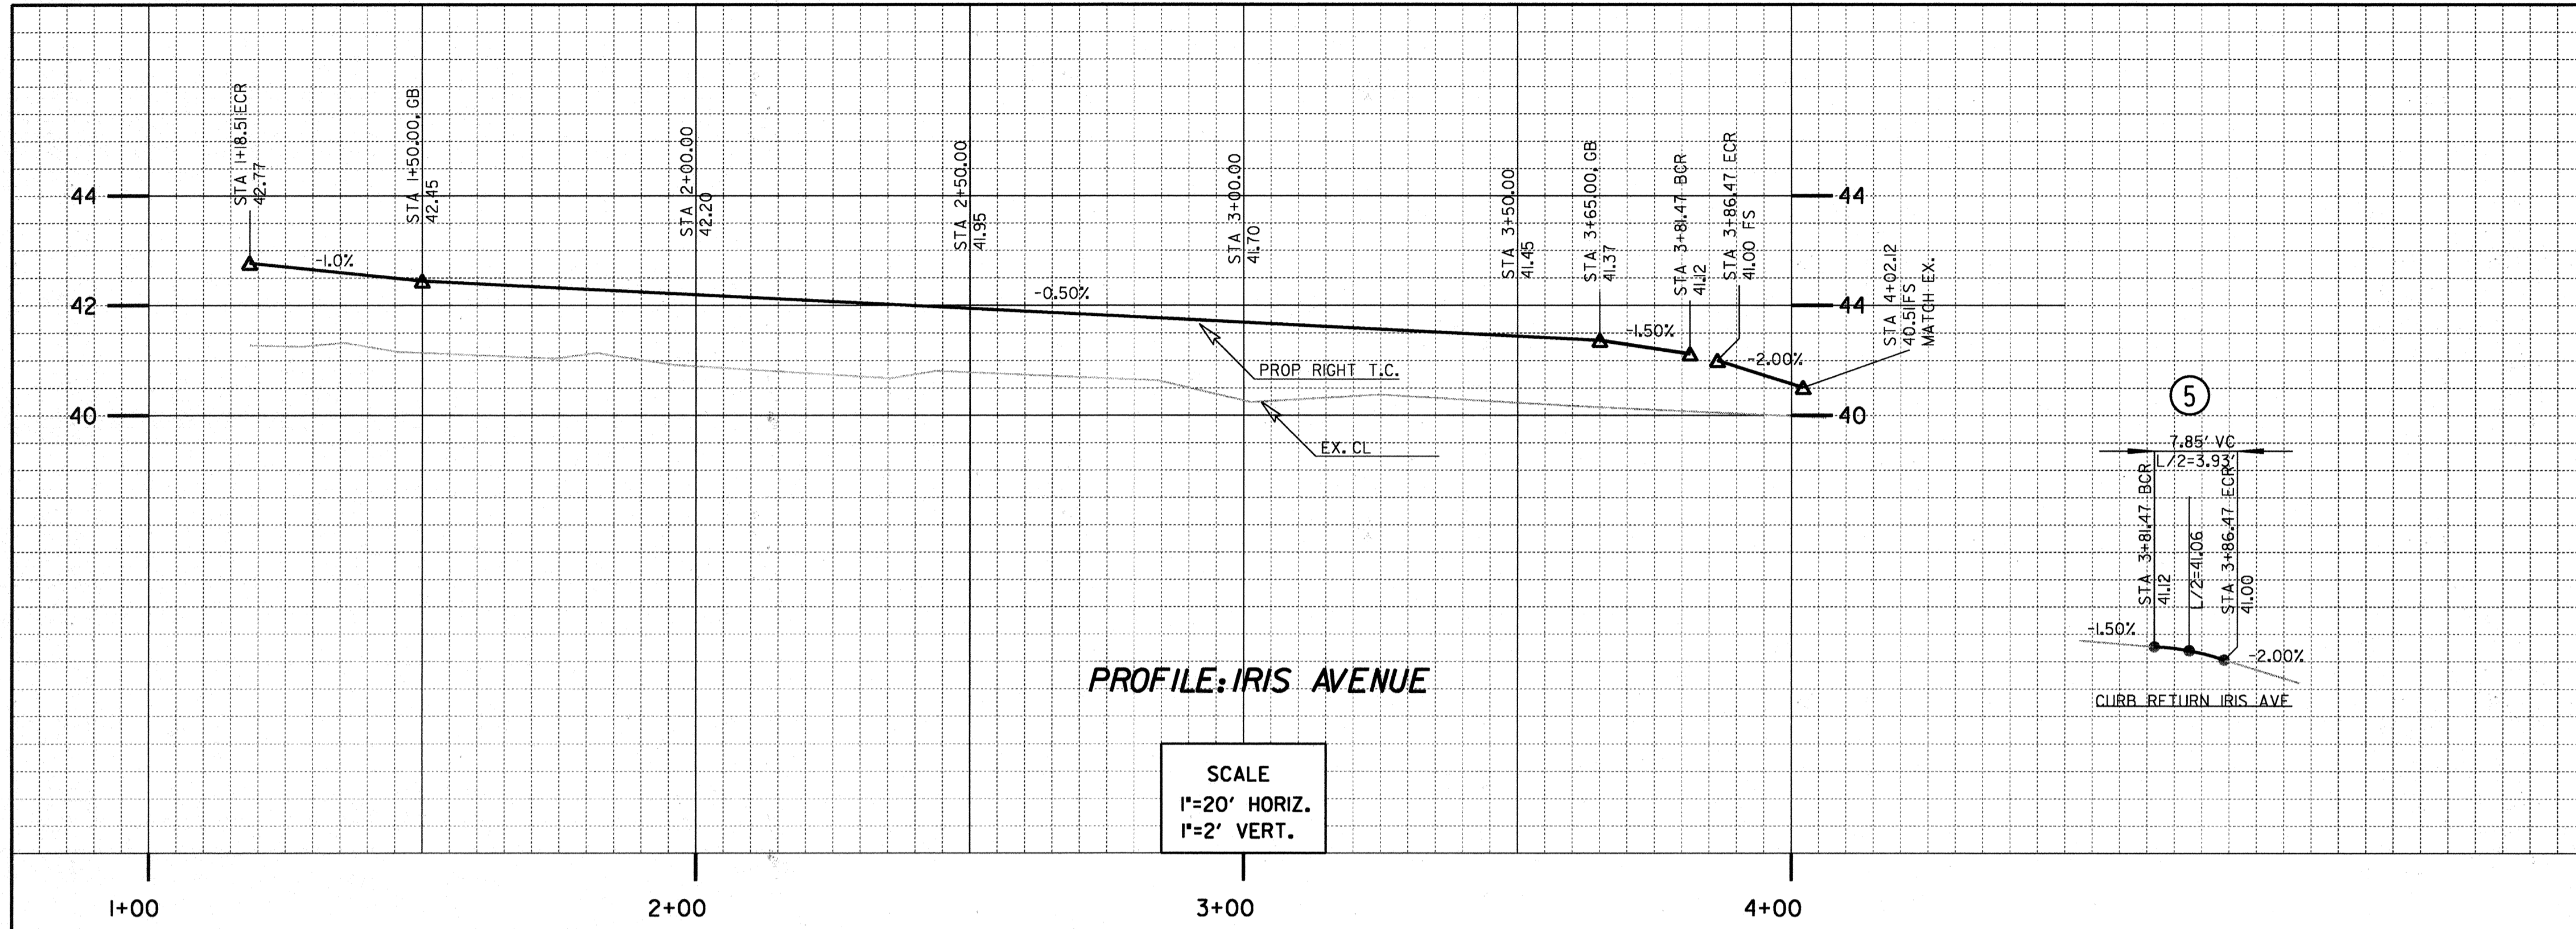 STA 1+18.51 ECR
42.77
STA 1+50.00, GB
42.45
STA 2+00.00
42.20
STA 2+50.00
41.95
STA 3+00.00
41.70
STA 3+50.00
41.45
STA 3+65.00, GB
41.37
STA 3+81.47 BCR
41.12
STA 3+86.47 ECR
41.00 FS
STA 4+02.12
40.51FS
MATCH EX.
44
42
40
44
44
40
-1.0%
-0.50%
-1.50%
-2.00%
PROP RIGHT T.C.
EX. CL
5
7.85' VC
L/2=3.93'
STA 3+81.47 BCR
41.12
L/2=41.06
STA 3+86.47 ECR
41.00
-1.50%
-2.00%
CURB RETURN IRIS AVE
PROFILE: IRIS AVENUE
SCALE
1"=20' HORIZ.
1"=2' VERT.
1+00
2+00
3+00
4+00